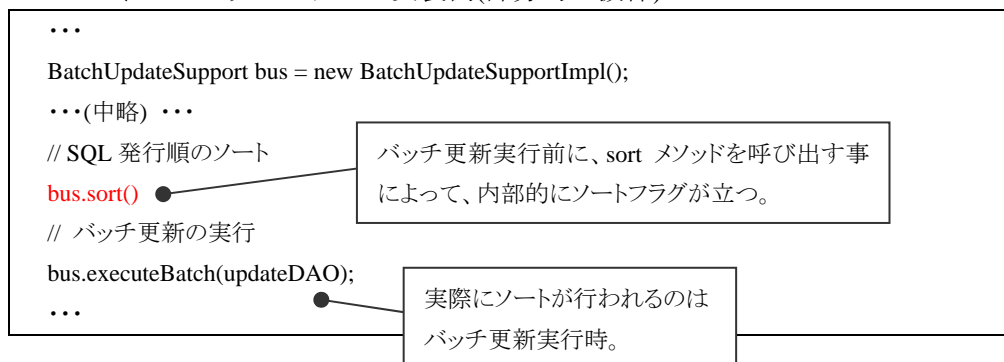 ・・・
BatchUpdateSupport bus = new BatchUpdateSupportImpl();
・・・(中略) ・・・
// SQL 発行順のソート
bus.sort()
バッチ更新実行前に、sort メソッドを呼び出す事
によって、内部的にソートフラグが立つ。
// バッチ更新の実行
bus.executeBatch(updateDAO);
・・・
実際にソートが行われるのは
バッチ更新実行時。